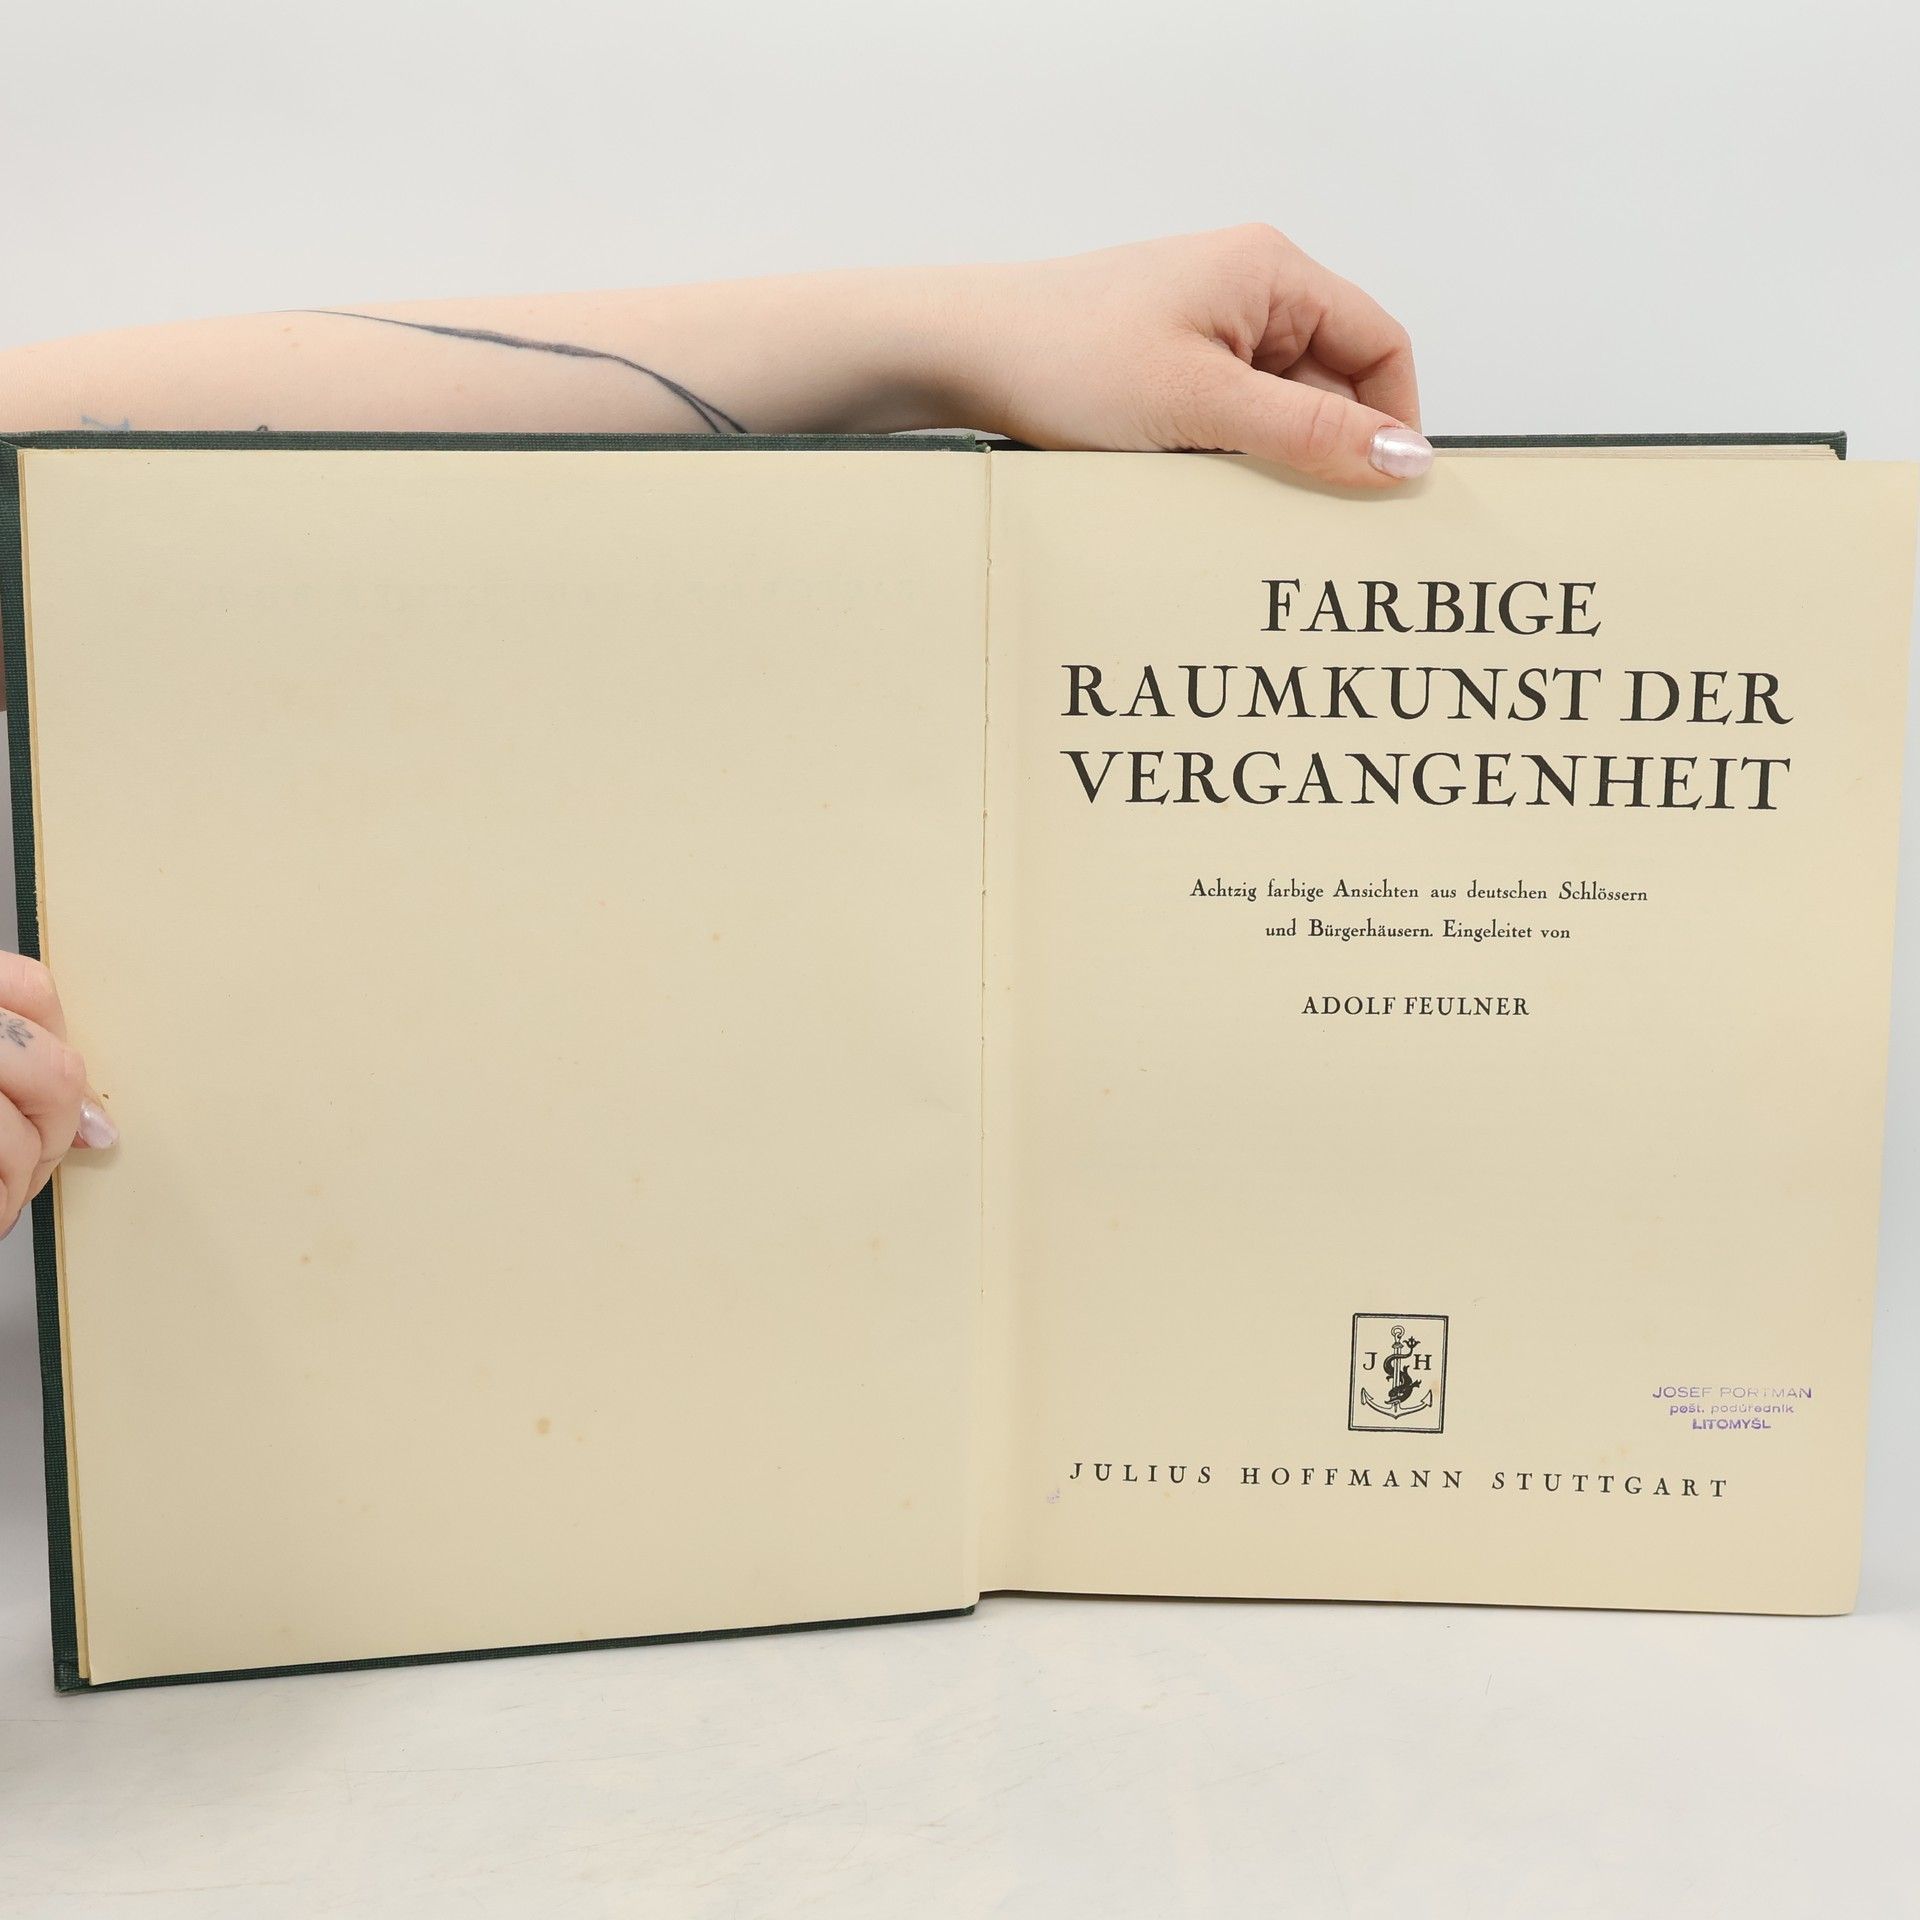 FARBIGE
RAUMKUNST DER
VERGANGENHEIT
Achtzig farbige Ansichten aus deutschen Schlössern
und Bürgerhäusern. Eingeleitet von
ADOLF FEULNER
J H
JOSEF PORTMAN
pošt. podúředník
LITOMYŠL
JULIUS HOFFMANN STUTTGART